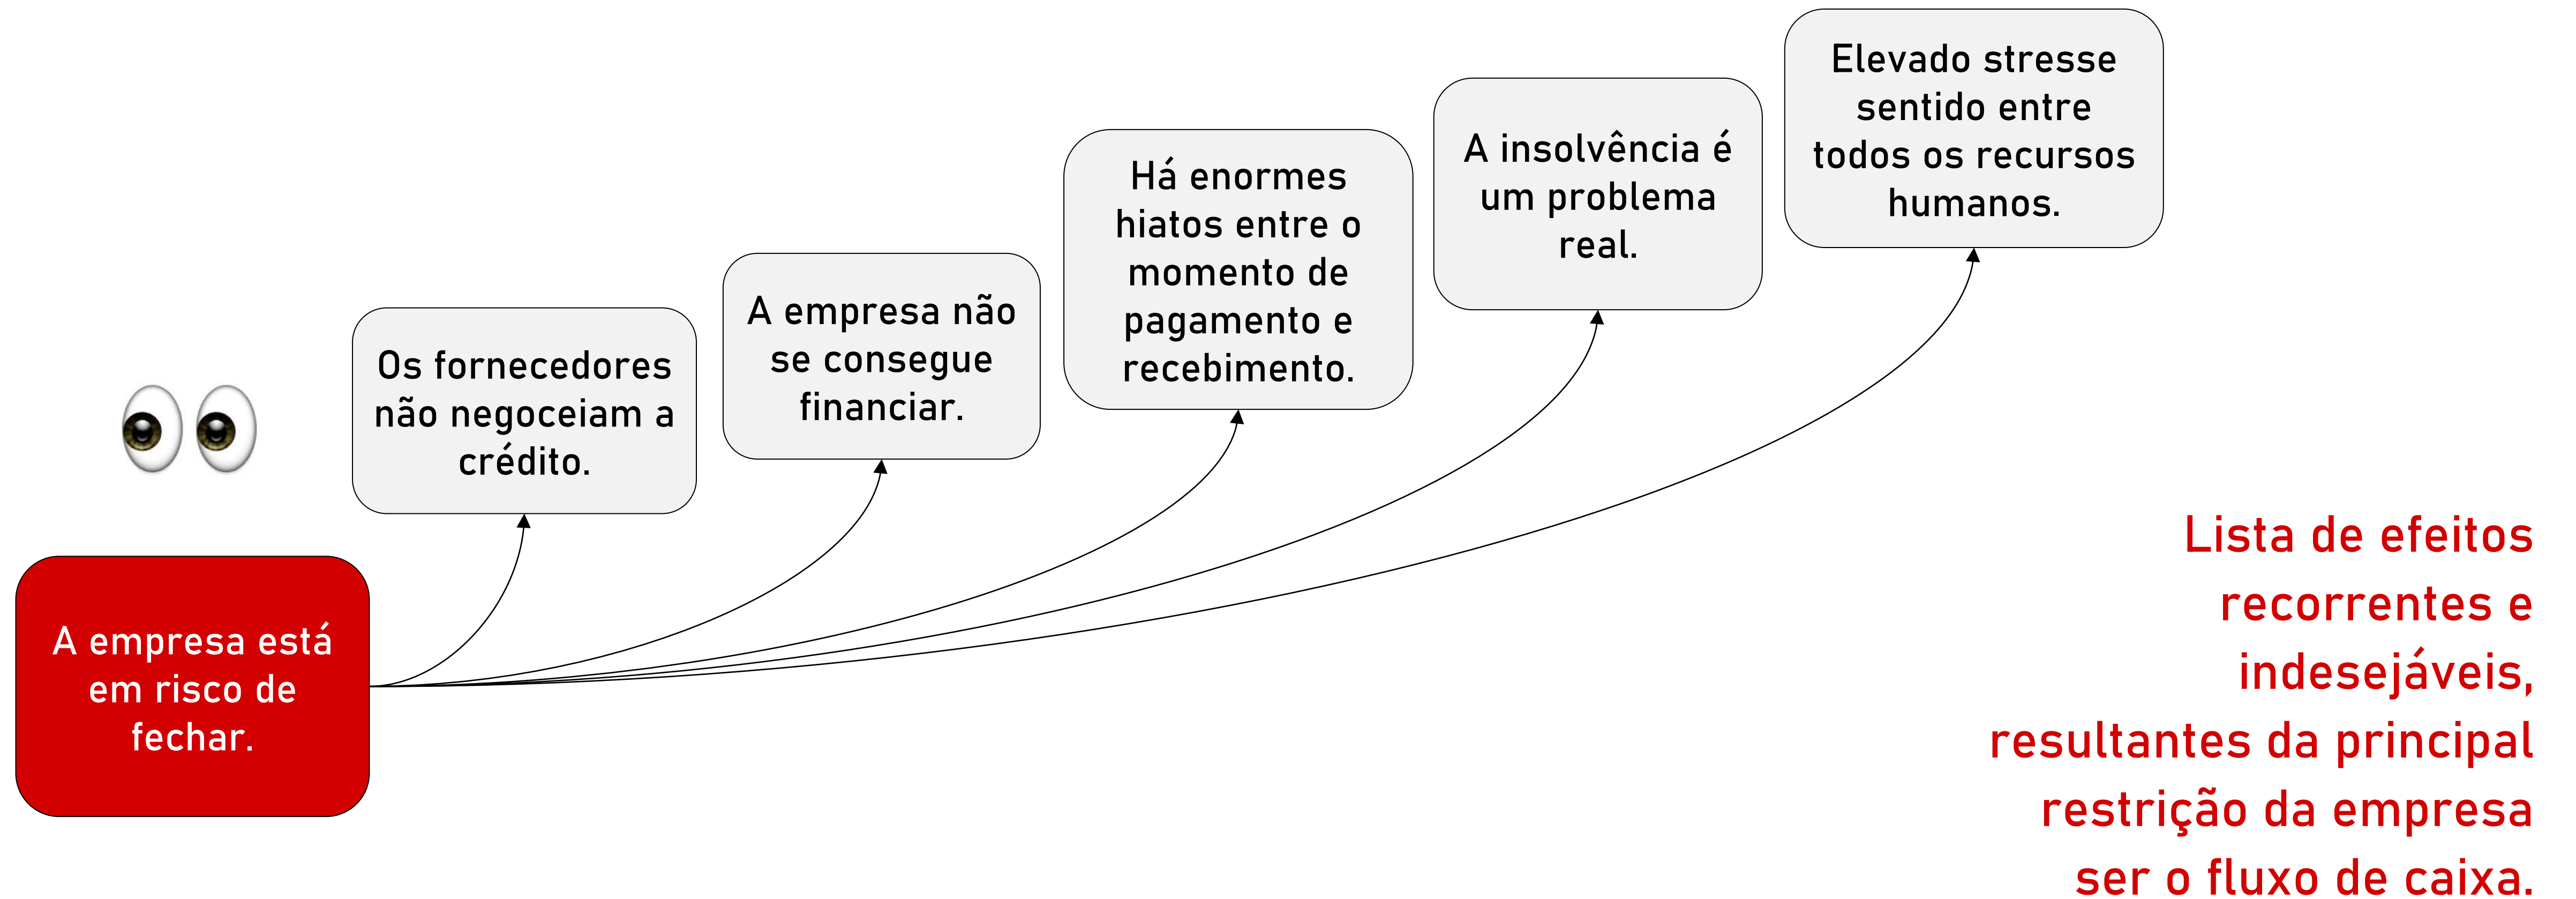 A empresa está
em risco de
fechar.
Os fornecedores
não negoceiam a
crédito.
A empresa não
se consegue
financiar.
Há enormes
hiatos entre o
momento de
pagamento e
recebimento.
A insolvência é
um problema
real.
Elevado stresse
sentido entre
todos os recursos
humanos.
Lista de efeitos
recorrentes e
indesejáveis,
resultantes da principal
restrição da empresa
ser o fluxo de caixa.